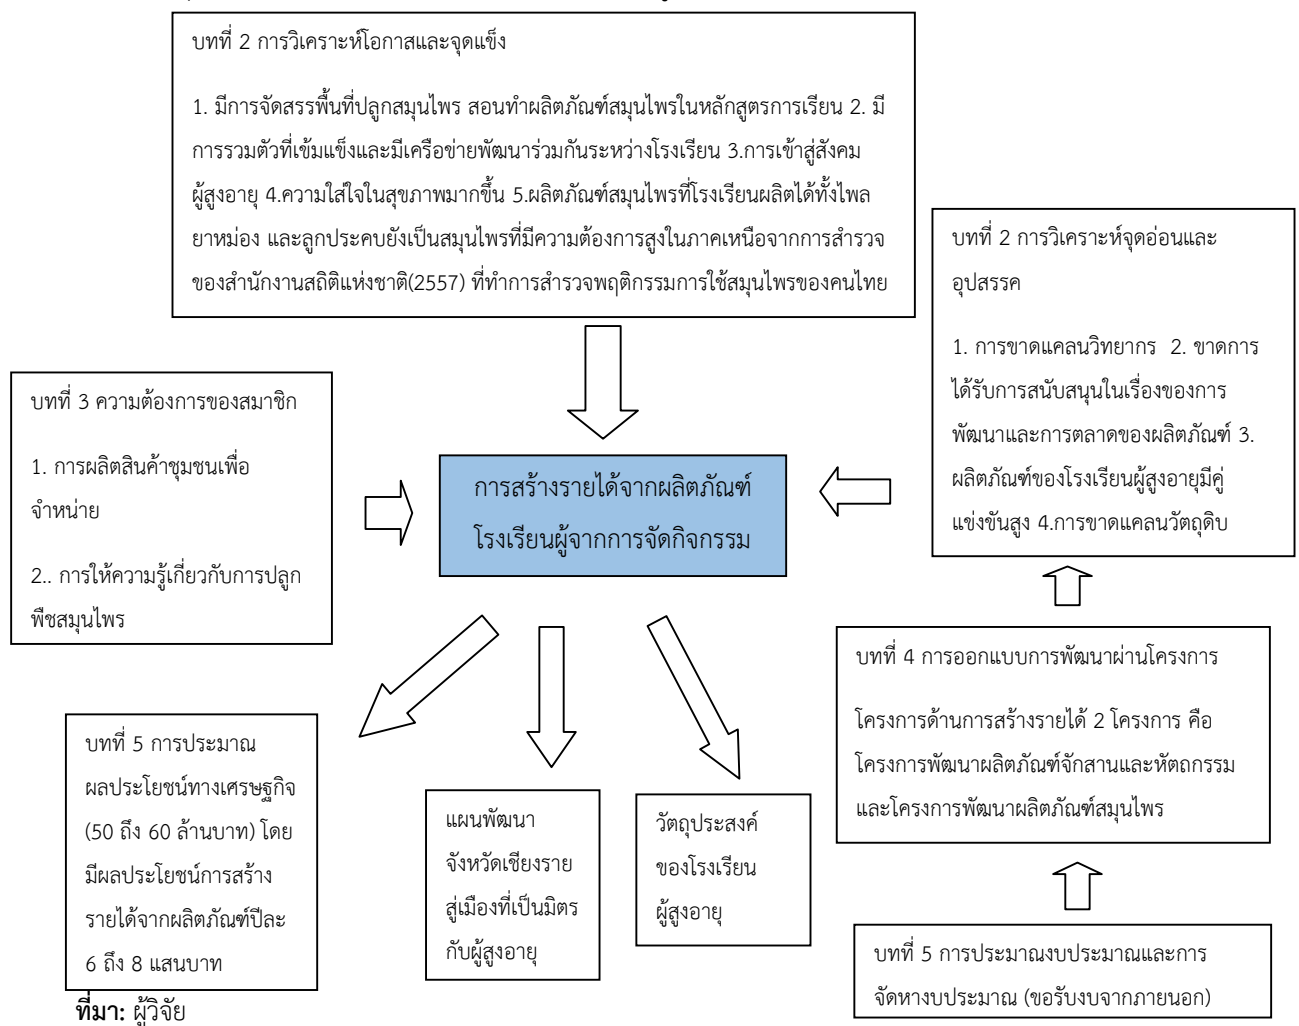 บทที่ 2 การวิเคราะห์โอกาสและจุดแข็ง
1. มีการจัดสรรพื้นที่ปลูกสมุนไพร สอนทำผลิตภัณฑ์สมุนไพรในหลักสูตรการเรียน 2. มี
การรวมตัวที่เข้มแข็งและมีเครือข่ายพัฒนาร่วมกันระหว่างโรงเรียน 3.การเข้าสู่สังคม
ผู้สูงอายุ 4.ความใส่ใจในสุขภาพมากขึ้น 5.ผลิตภัณฑ์สมุนไพรที่โรงเรียนผลิตได้ทั้งไพล
ยาหม่อง และลูกประคบยังเป็นสมุนไพรที่มีความต้องการสูงในภาคเหนือจากการสำรวจ
ของสำนักงานสถิติแห่งชาติ(2557) ที่ทำการสำรวจพฤติกรรมการใช้สมุนไพรของคนไทย
บทที่ 2 การวิเคราะห์จุดอ่อนและ
อุปสรรค
1. การขาดแคลนวิทยากร 2. ขาดการ
ได้รับการสนับสนุนในเรื่องของการ
พัฒนาและการตลาดของผลิตภัณฑ์ 3.
ผลิตภัณฑ์ของโรงเรียนผู้สูงอายุมีคู่
แข่งขันสูง 4.การขาดแคลนวัตถุดิบ
บทที่ 3 ความต้องการของสมาชิก
1. การผลิตสินค้าชุมชนเพื่อ
จำหน่าย
2.. การให้ความรู้เกี่ยวกับการปลูก
พืชสมุนไพร
การสร้างรายได้จากผลิตภัณฑ์
โรงเรียนผู้จากการจัดกิจกรรม
บทที่ 4 การออกแบบการพัฒนาผ่านโครงการ
โครงการด้านการสร้างรายได้ 2 โครงการ คือ
โครงการพัฒนาผลิตภัณฑ์จักสานและหัตถกรรม
และโครงการพัฒนาผลิตภัณฑ์สมุนไพร
บทที่ 5 การประมาณ
ผลประโยชน์ทางเศรษฐกิจ
(50 ถึง 60 ล้านบาท) โดย
มีผลประโยชน์การสร้าง
รายได้จากผลิตภัณฑ์ปีละ
6 ถึง 8 แสนบาท
แผนพัฒนา
จังหวัดเชียงราย
สู่เมืองที่เป็นมิตร
กับผู้สูงอายุ
วัตถุประสงค์
ของโรงเรียน
ผู้สูงอายุ
บทที่ 5 การประมาณงบประมาณและการ
จัดหางบประมาณ (ขอรับงบจากภายนอก)
ที่มา: ผู้วิจัย